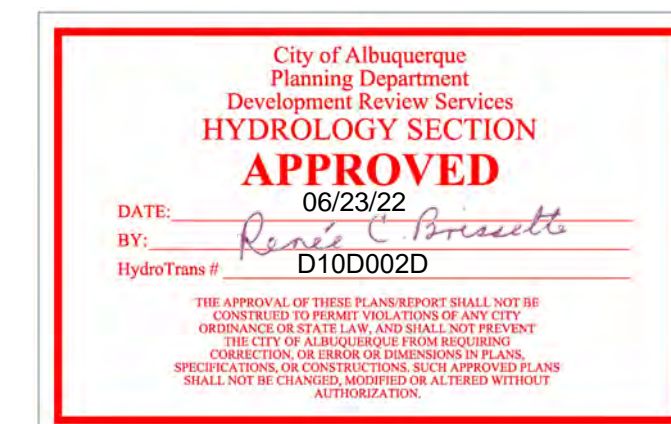 City of Albuquerque
Planning Department
Development Review Services
HYDROLOGY SECTION
APPROVED
DATE: 06/23/22
BY: Renée C. Brissette
HydroTrans # D10D002D
THE APPROVAL OF THESE PLANS/REPORT SHALL NOT BE
CONSTRUED TO PERMIT VIOLATIONS OF ANY CITY
ORDINANCE OR STATE LAW, AND SHALL NOT PREVENT
THE CITY OF ALBUQUERQUE FROM REQUIRING
CORRECTION, OR ERROR OR DIMENSIONS IN PLANS,
SPECIFICATIONS, OR CONSTRUCTIONS. SUCH APPROVED PLANS
SHALL NOT BE CHANGED, MODIFIED OR ALTERED WITHOUT
AUTHORIZATION.